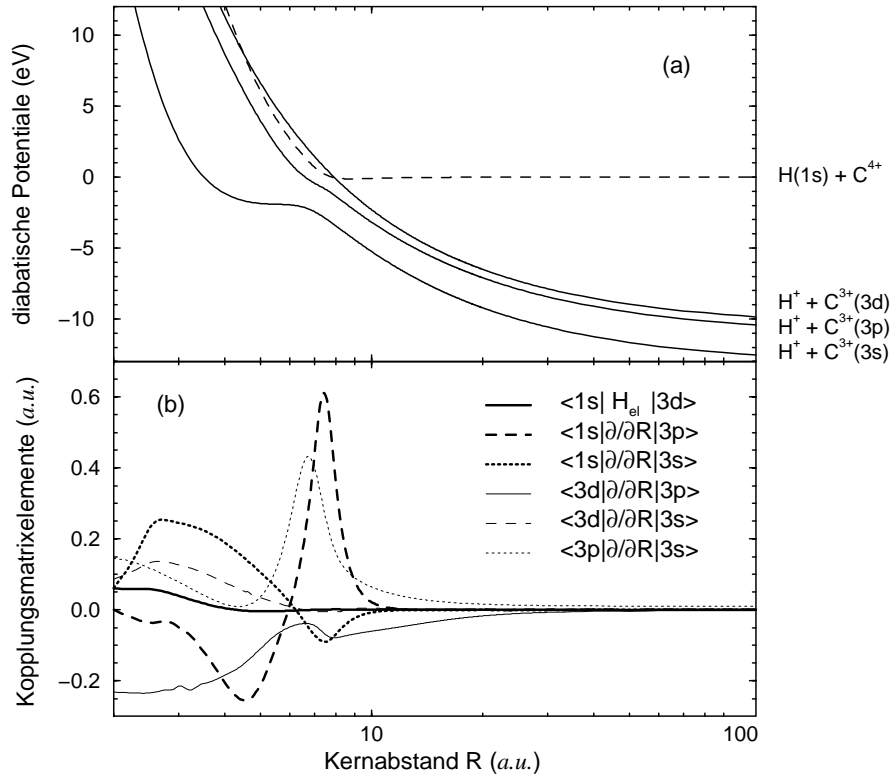 10
5
0
−5
−10
diabatische Potentiale (eV)
(a)
H(1s) + C⁴⁺
H⁺ + C³⁺(3d)
H⁺ + C³⁺(3p)
H⁺ + C³⁺(3s)
0.6
0.4
0.2
0.0
−0.2
Kopplungsmatrixelemente (a.u.)
(b)
<1s| H_el |3d>
<1s|∂/∂R|3p>
<1s|∂/∂R|3s>
<3d|∂/∂R|3p>
<3d|∂/∂R|3s>
<3p|∂/∂R|3s>
10
100
Kernabstand R (a.u.)